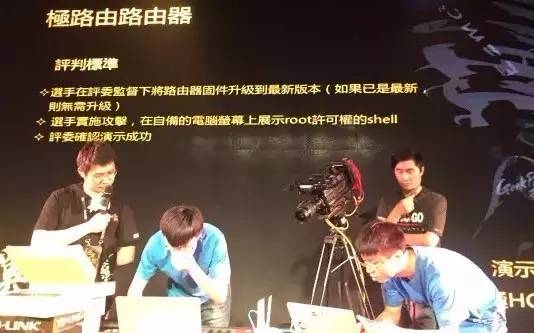 極路由路由器
評判標準
✧選手在評委監督下將路由器固件升級到最新版本(如果已是最新，
則無需升級)
✧選手實施攻擊，在自備的電腦螢幕上展示root許可權的shell
✧評委確認演示成功
GO
演示
-LINK